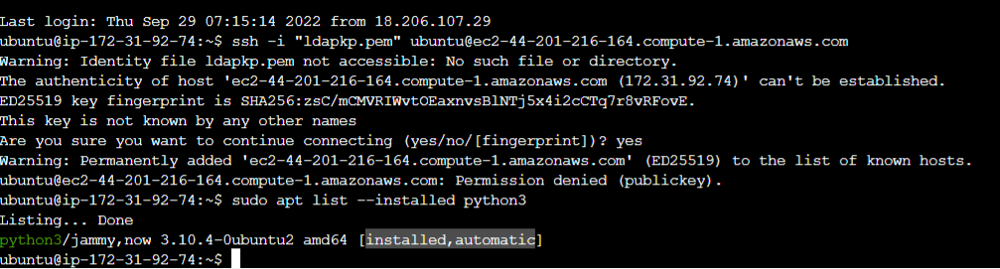 Last login: Thu Sep 29 07:15:14 2022 from 18.206.107.29
ubuntu@ip-172-31-92-74:~$ ssh -i "ldapkp.pem" ubuntu@ec2-44-201-216-164.compute-1.amazonaws.com
Warning: Identity file ldapkp.pem not accessible: No such file or directory.
The authenticity of host 'ec2-44-201-216-164.compute-1.amazonaws.com (172.31.92.74)' can't be established.
ED25519 key fingerprint is SHA256:zsC/mCMVRIWvtOEaxnvsBlNTj5x4i2cCTq7r8vRFovE.
This key is not known by any other names
Are you sure you want to continue connecting (yes/no/[fingerprint])? yes
Warning: Permanently added 'ec2-44-201-216-164.compute-1.amazonaws.com' (ED25519) to the list of known hosts.
ubuntu@ec2-44-201-216-164.compute-1.amazonaws.com: Permission denied (publickey).
ubuntu@ip-172-31-92-74:~$ sudo apt list --installed python3
Listing... Done
python3/jammy,now 3.10.4-0ubuntu2 amd64 [installed,automatic]
ubuntu@ip-172-31-92-74:~$